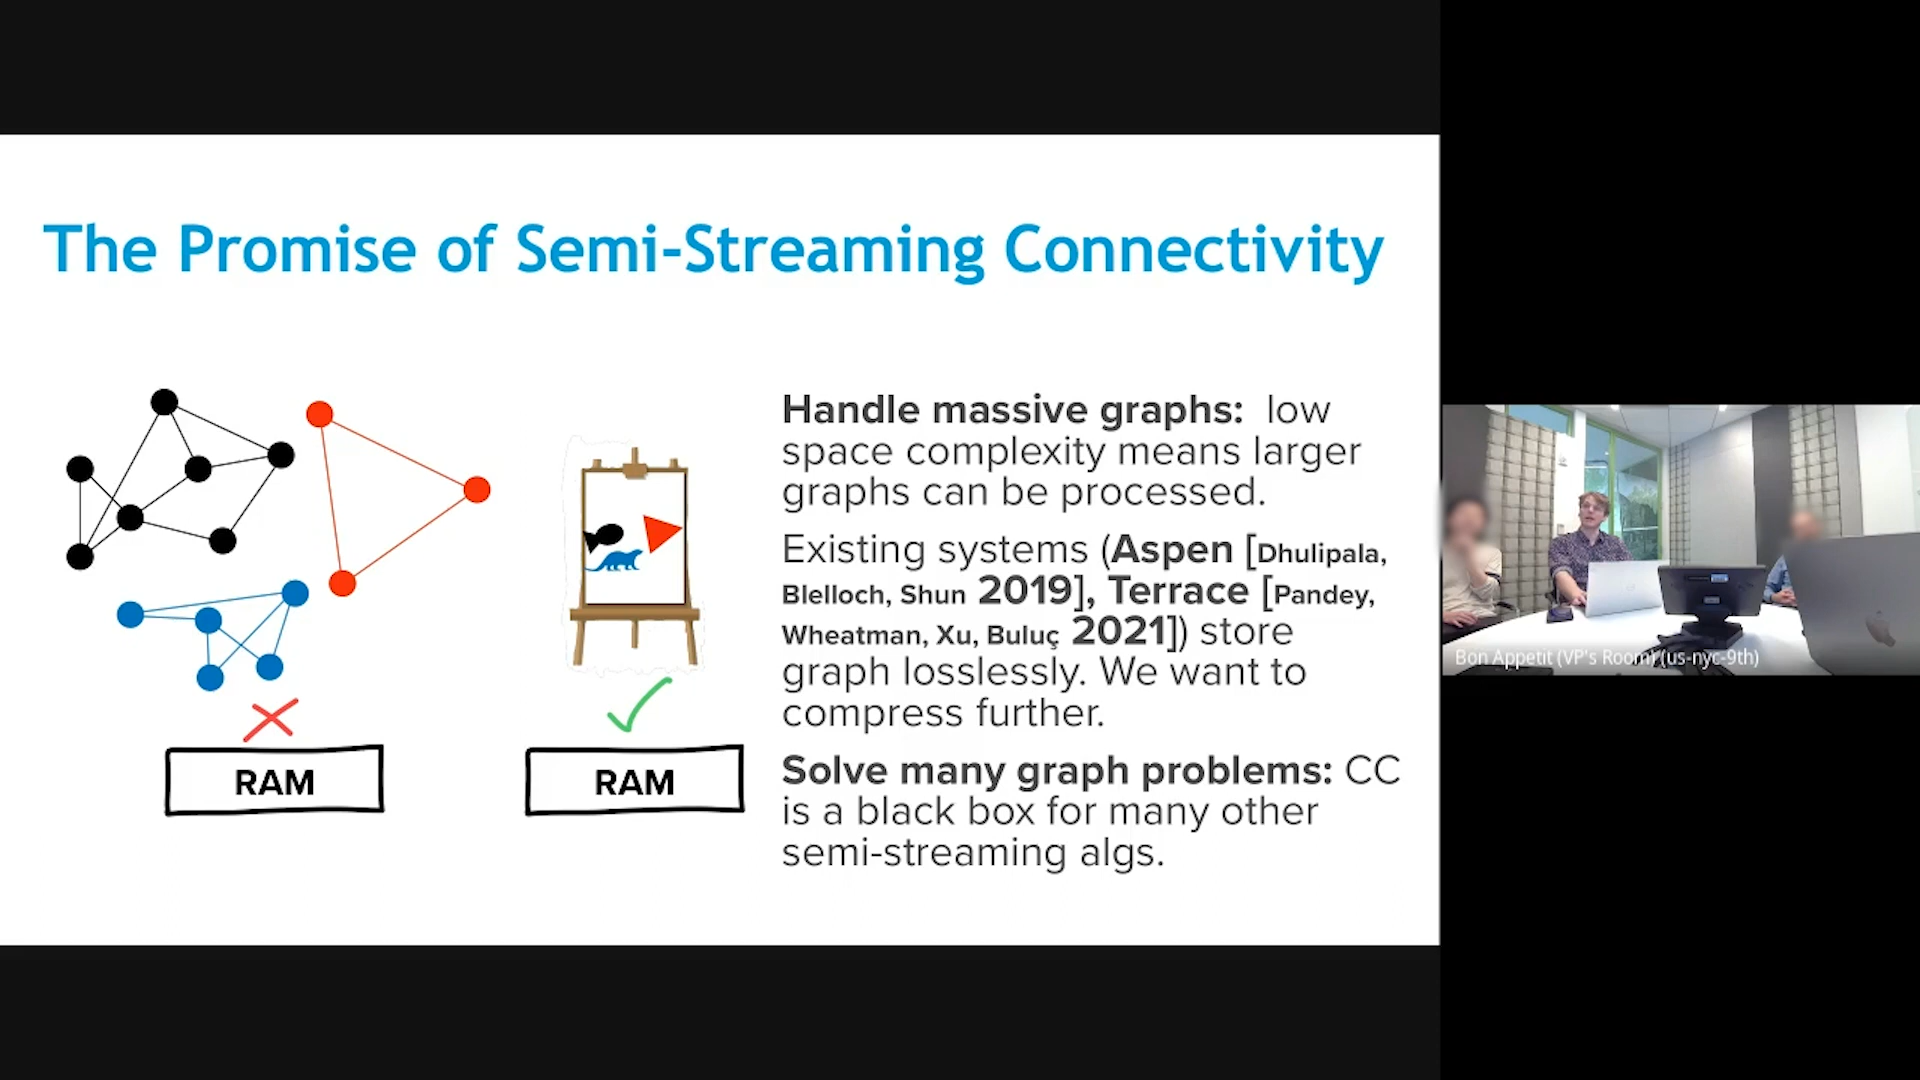 The Promise of Semi-Streaming Connectivity
Handle massive graphs: low
space complexity means larger
graphs can be processed.
Existing systems (Aspen [Dhulipala,
Blelloch, Shun 2019], Terrace [Pandey,
Wheatman, Xu, Buluç 2021]) store
graph losslessly. We want to
compress further.
Solve many graph problems: CC
is a black box for many other
semi-streaming algs.
RAM
RAM
Bon Appetit (VP's Room) (us-nyc-9th)